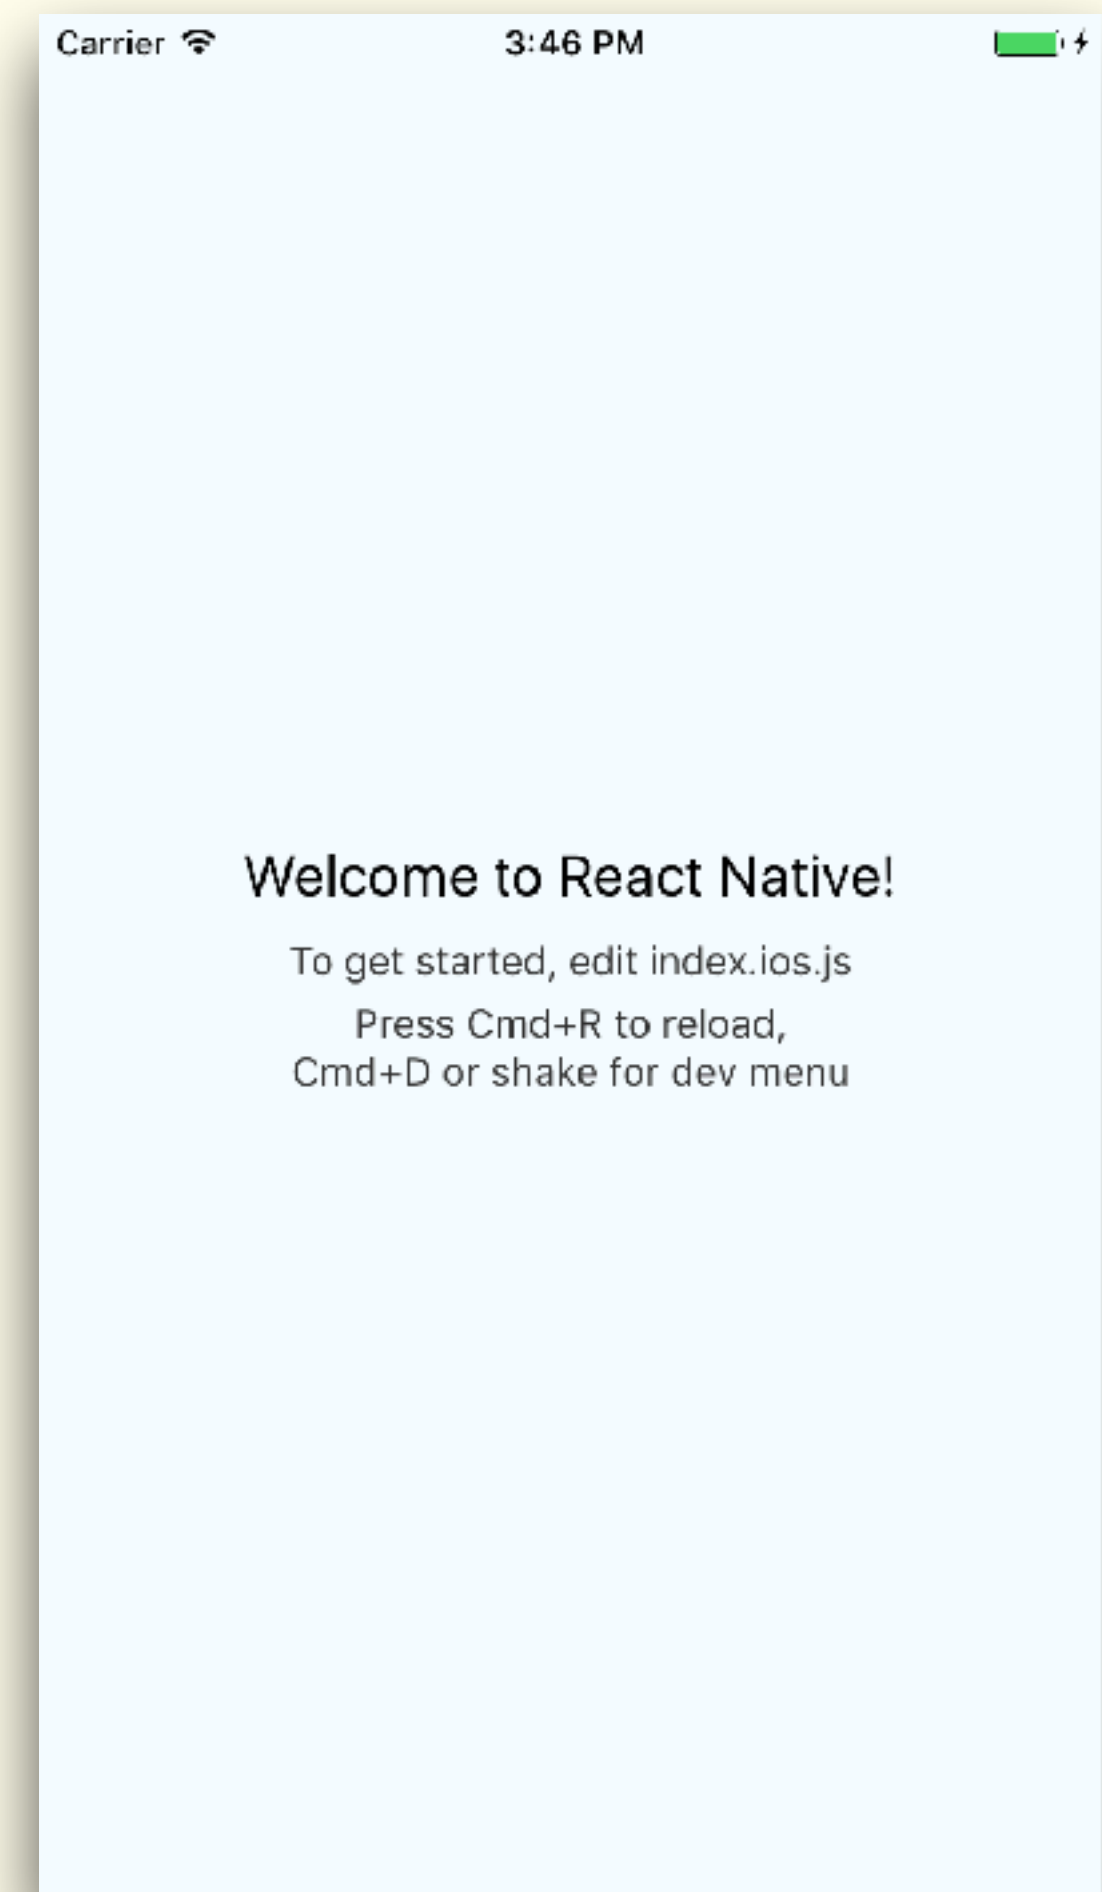 Carrier 3:46 PM
Welcome to React Native!
To get started, edit index.ios.js
Press Cmd+R to reload,
Cmd+D or shake for dev menu